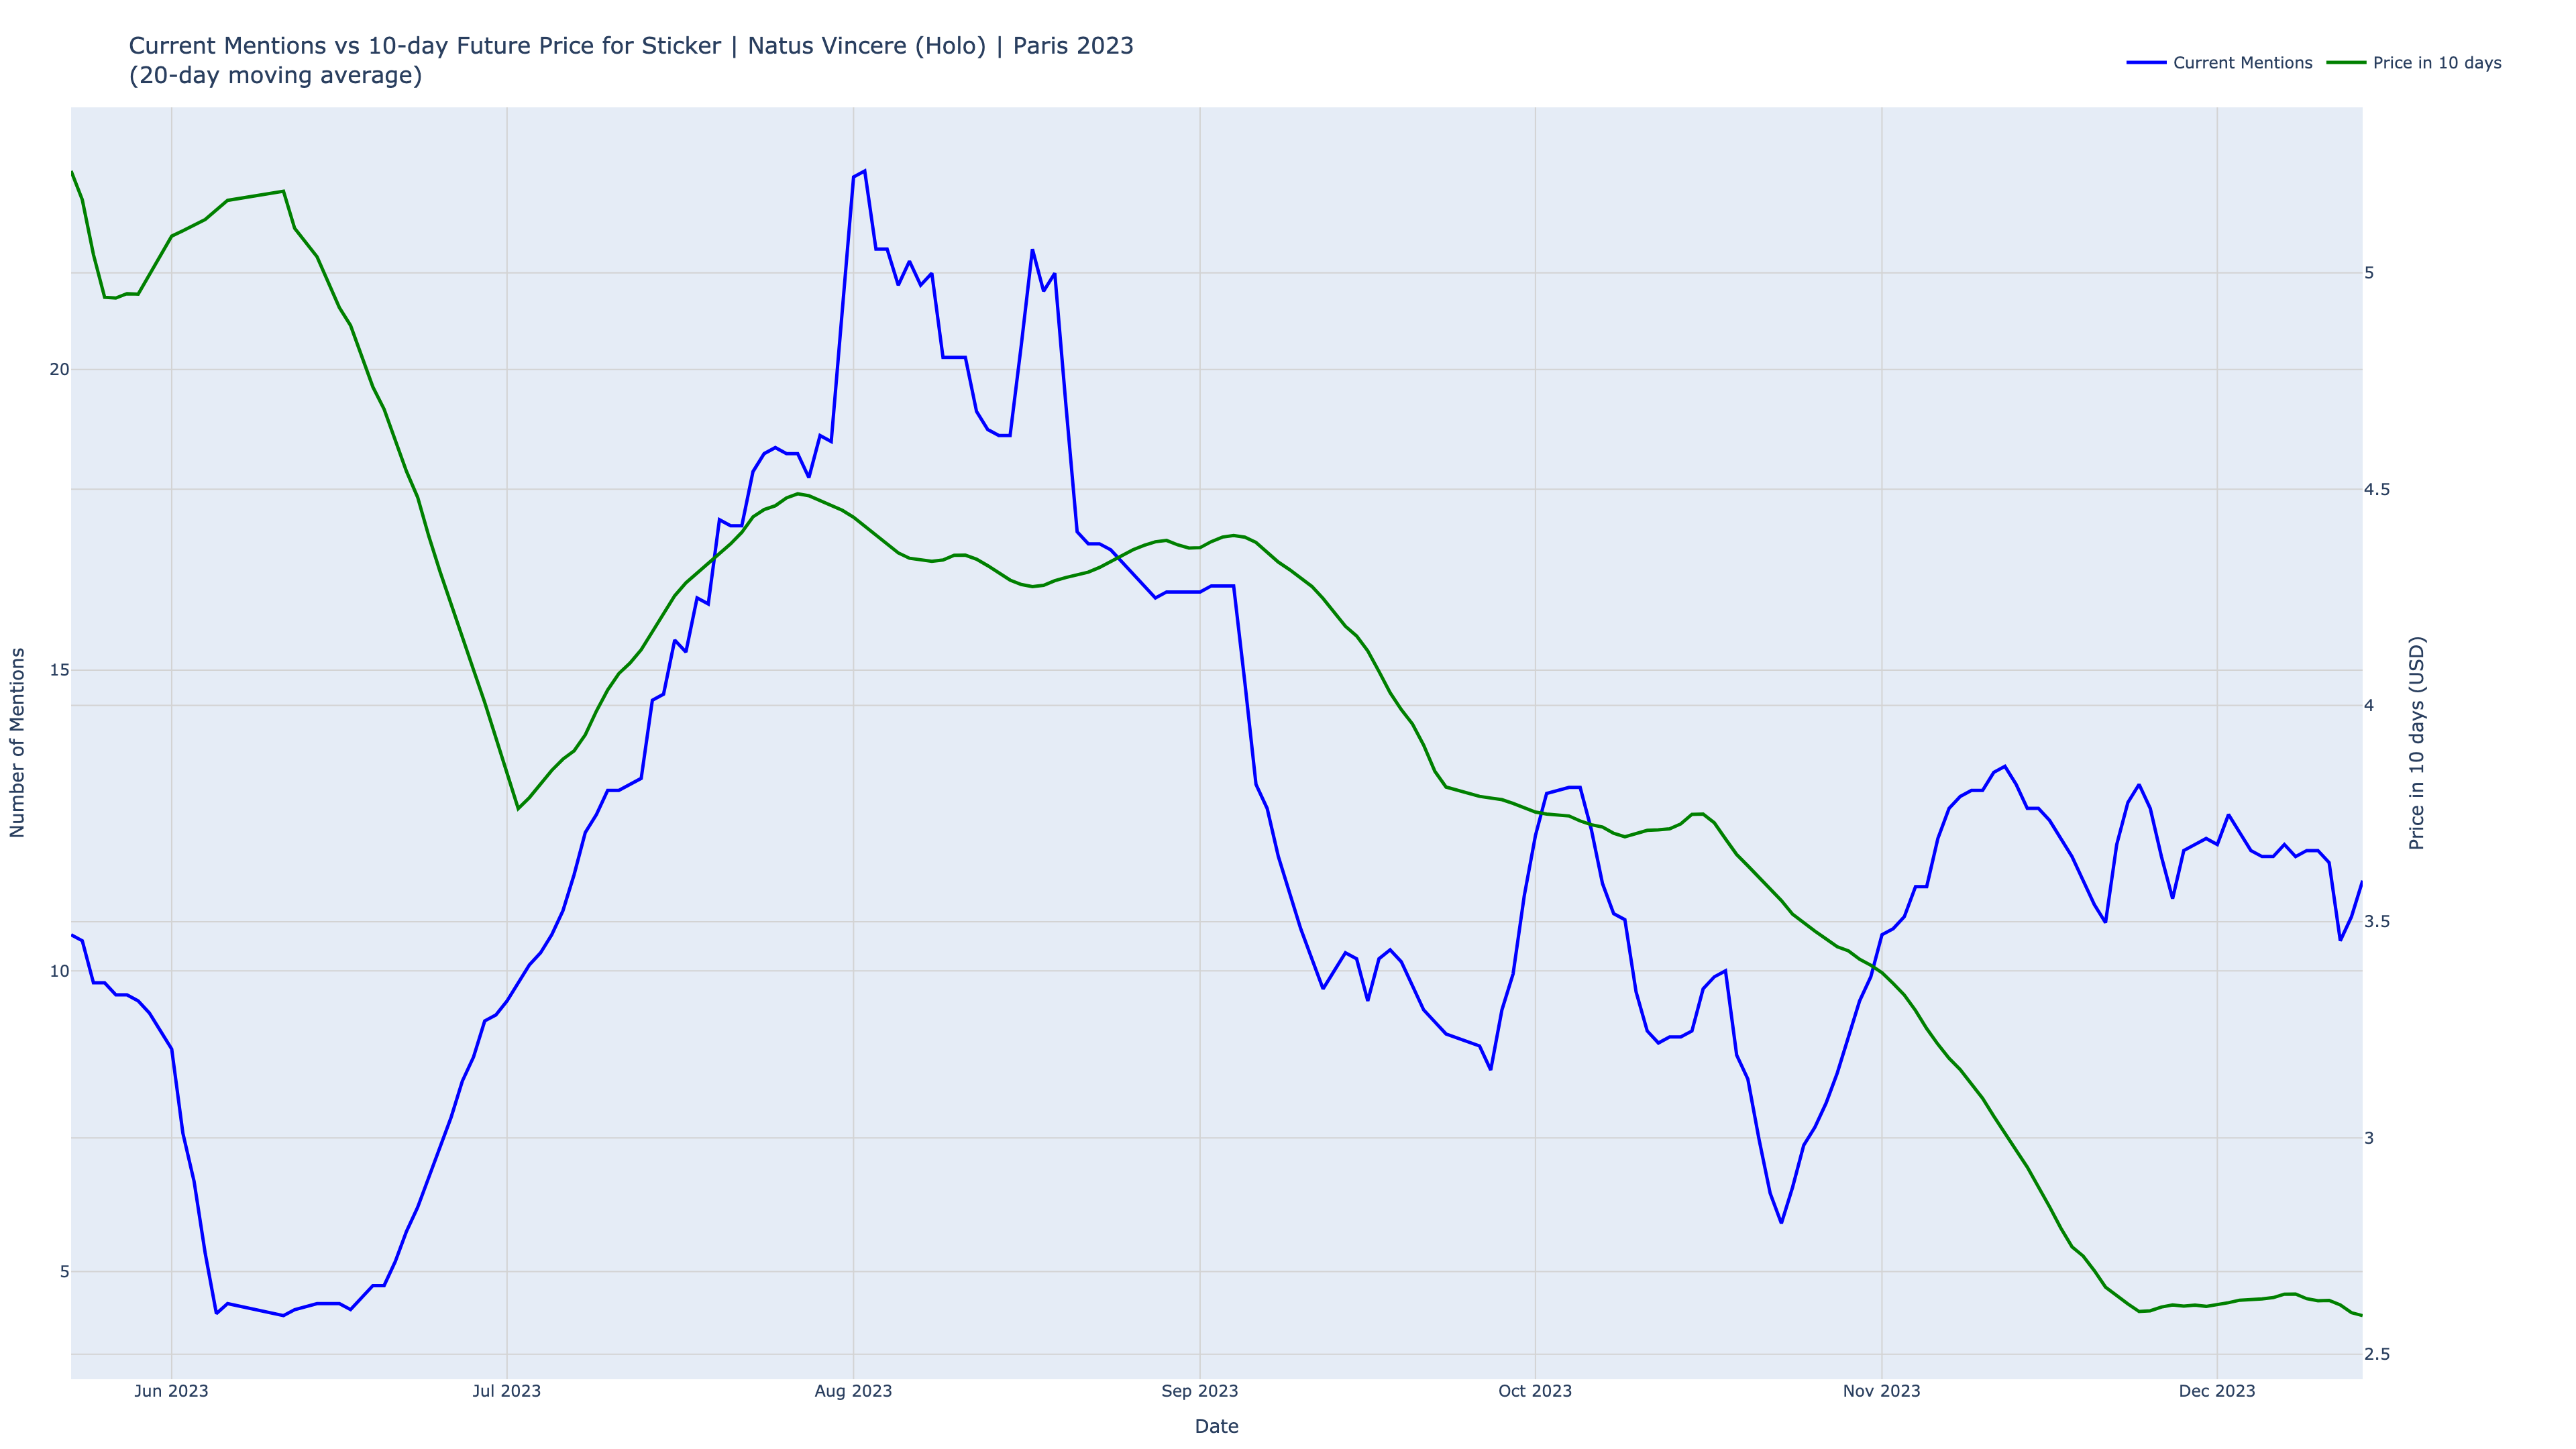 Current Mentions vs 10-day Future Price for Sticker | Natus Vincere (Holo) | Paris 2023
(20-day moving average)
Current Mentions
Price in 10 days
20
15
10
5
Number of Mentions
5
4.5
4
3.5
3
2.5
Price in 10 days (USD)
Jun 2023
Jul 2023
Aug 2023
Sep 2023
Oct 2023
Nov 2023
Dec 2023
Date